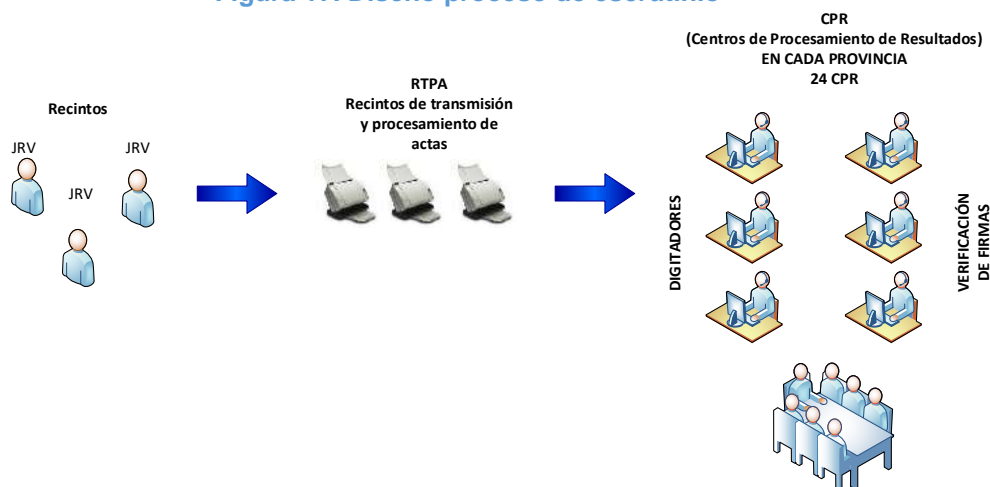 CPR
(Centros de Procesamiento de Resultados)
EN CADA PROVINCIA
24 CPR
RTPA
Recintos de transmisión
y procesamiento de
actas
Recintos
JRV
JRV
JRV
DIGITADORES
VERIFICACIÓN
DE FIRMAS